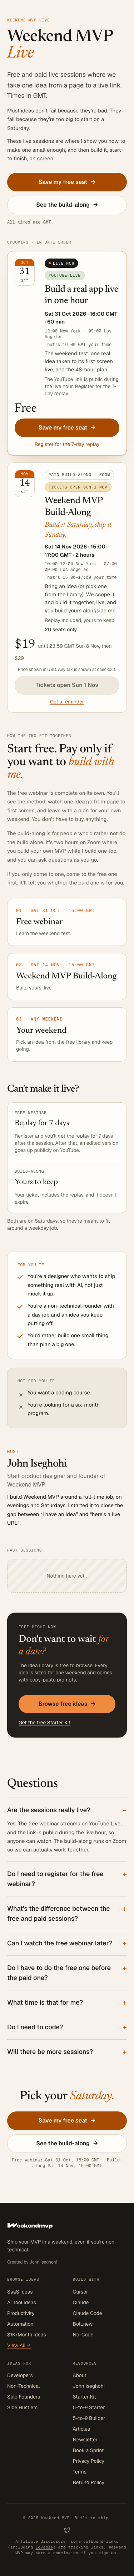 WEEKEND MVP LIVE
Weekend MVP
Live
Free and paid live sessions where we
take one idea from a page to a live link.
Times in GMT.
Most ideas don't fail because they're bad. They
fail because they're too big to start on a
Saturday.
These live sessions are where I show you how to
make one small enough, and then build it, start
to finish, on screen.
Save my free seat →
See the build-along →
All times are GMT.
UPCOMING · IN DATE ORDER
OCT
31
SAT
LIVE NOW
YOUTUBE LIVE
Build a real app live
in one hour
Sat 31 Oct 2026 · 16:00 GMT
· 60 min
12:00 New York · 09:00 Los
Angeles
That's 16:00 GMT your time
The weekend test, one real
idea taken to its first screen
live, and the 48-hour plan.
The YouTube link is public during
the live hour. Register for the 7-
day replay.
Free
Save my free seat →
Register for the 7-day replay
NOV
14
SAT
PAID BUILD-ALONG · ZOOM
TICKETS OPEN SUN 1 NOV
Weekend MVP
Build-Along
Build it Saturday, ship it
Sunday.
Sat 14 Nov 2026 · 15:00–
17:00 GMT · 2 hours
10:00–12:00 New York · 07:00–
09:00 Los Angeles
That's 15:00–17:00 your time
Bring an idea (or pick one
from the library). We scope it
and build it together, live, and
you build yours alongside me.
Replay included, yours to keep.
20 seats only.
$19 until 23:59 GMT Sun 8 Nov, then
$29
Price shown in USD. Any tax is shown at checkout.
Tickets open Sun 1 Nov
Get a reminder
HOW THE TWO FIT TOGETHER
Start free. Pay only if
you want to build with
me.
The free webinar is complete on its own. You'll
see the method, watch one idea go from page to
first screen, and leave with a plan for your own
weekend. You don't have to buy anything.
The build-along is for people who'd rather not do
it alone. It's two hours on Zoom where you
build your own MVP while I build one too,
and you can ask questions as you go.
If you only come to one, come to the free one
first. It'll tell you whether the paid one is for you.
01 · SAT 31 OCT · 16:00 GMT
Free webinar
Learn the weekend test.
02 · SAT 14 NOV · 15:00 GMT
Weekend MVP Build-Along
Build yours, live.
03 · ANY WEEKEND
Your weekend
Pick an idea from the free library and keep
going.
Can't make it live?
FREE WEBINAR
Replay for 7 days
Register and you'll get the replay for 7 days
after the session. After that, an edited version
goes up publicly on YouTube.
BUILD-ALONG
Yours to keep
Your ticket includes the replay, and it doesn't
expire.
Both are on Saturdays, so they're meant to fit
around a weekday job.
FOR YOU IF
You're a designer who wants to ship
something real with AI, not just
mock it up.
You're a non-technical founder with
a day job and an idea you keep
putting off.
You'd rather build one small thing
than plan a big one.
NOT FOR YOU IF
You want a coding course.
You're looking for a six-month
program.
HOST
John Iseghohi
Staff product designer and founder of
Weekend MVP.
I build Weekend MVP around a full-time job, on
evenings and Saturdays. I started it to close the
gap between "I have an idea" and "here's a live
URL".
PAST SESSIONS
Nothing here yet…
FREE RIGHT NOW
Don't want to wait for
a date?
The idea library is free to browse. Every
idea is sized for one weekend and comes
with copy-paste prompts.
Browse free ideas →
Get the free Starter Kit
Questions
Are the sessions really live?
Yes. The free webinar streams on YouTube Live,
and the link is public during the hour, so
anyone can watch. The build-along runs on Zoom
so we can actually work together.
Do I need to register for the free
webinar?
What's the difference between the
free and paid sessions?
Can I watch the free webinar later?
Do I have to do the free one before
the paid one?
What time is that for me?
Do I need to code?
Will there be more sessions?
Pick your Saturday.
Save my free seat →
See the build-along →
Free webinar Sat 31 Oct, 16:00 GMT · Build-
along Sat 14 Nov, 15:00 GMT
Weekendmvp
Ship your MVP in a weekend, even if you're non-
technical.
Created by John Iseghohi
BROWSE IDEAS
SaaS Ideas
AI Tool Ideas
Productivity
Automation
$1K/Month Ideas
View All →
BUILD WITH
Cursor
Claude
Claude Code
Bolt.new
No-Code
IDEAS FOR
Developers
Non-Technical
Solo Founders
Side Hustlers
RESOURCES
About
John Iseghohi
Starter Kit
5-to-9 Starter
5-to-9 Builder
Articles
Newsletter
Book a Sprint
Privacy Policy
Terms
Refund Policy
© 2026 Weekend MVP. Built to ship.
Affiliate disclosure: some outbound links
(including Lovable) are tracking links. Weekend
MVP may earn a commission if you sign up.